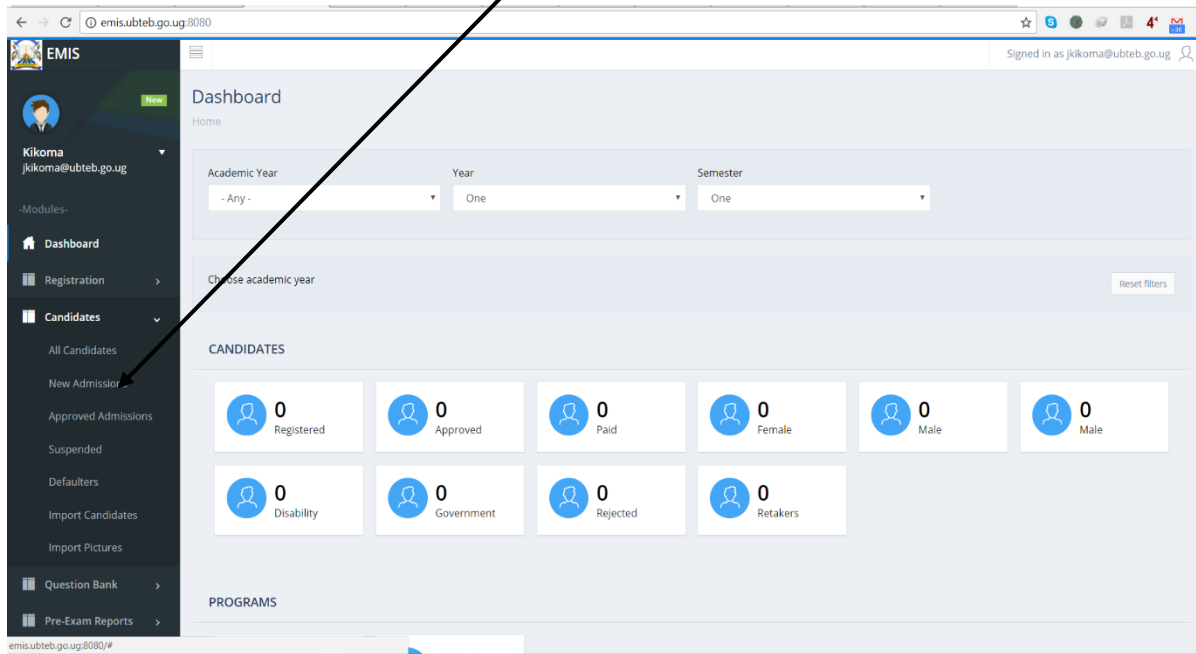 emis.ubteb.go.ug:8080
EMIS
Signed in as jkikoma@ubteb.go.ug
New
Kikoma
jkikoma@ubteb.go.ug
-Modules-
Dashboard
Registration
Candidates
All Candidates
New Admissions
Approved Admissions
Suspended
Defaulters
Import Candidates
Import Pictures
Question Bank
Pre-Exam Reports
emis.ubteb.go.ug:8080/#
Dashboard
Home
Academic Year Year Semester
- Any - One One
Choose academic year Reset filters
CANDIDATES
0 0 0 0 0 0
Registered Approved Paid Female Male Male
0 0 0 0
Disability Government Rejected Retakers
PROGRAMS